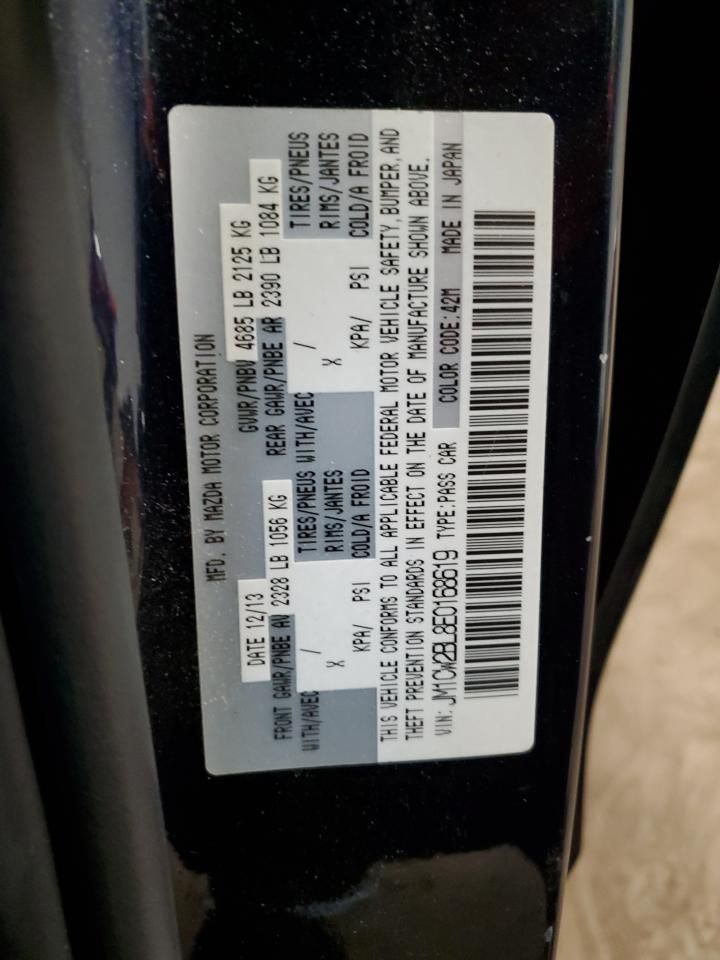 MFD. BY MAZDA MOTOR CORPORATION
DATE 12/13 GVWR/PNBV 4685 LB 2125 KG
FRONT GAWR/PNBE AV 2328 LB 1056 KG REAR GAWR/PNBE AR 2390 LB 1084 KG
WITH/AVEC / TIRES/PNEUS WITH/AVEC / TIRES/PNEUS
X RIMS/JANTES X RIMS/JANTES
KPA/ PSI COLD/A FROID KPA/ PSI COLD/A FROID
THIS VEHICLE CONFORMS TO ALL APPLICABLE FEDERAL MOTOR VEHICLE SAFETY, BUMPER, AND
THEFT PREVENTION STANDARDS IN EFFECT ON THE DATE OF MANUFACTURE SHOWN ABOVE.
VIN: JM1CW2BL8E0168619 TYPE:PASS CAR COLOR CODE:42M MADE IN JAPAN